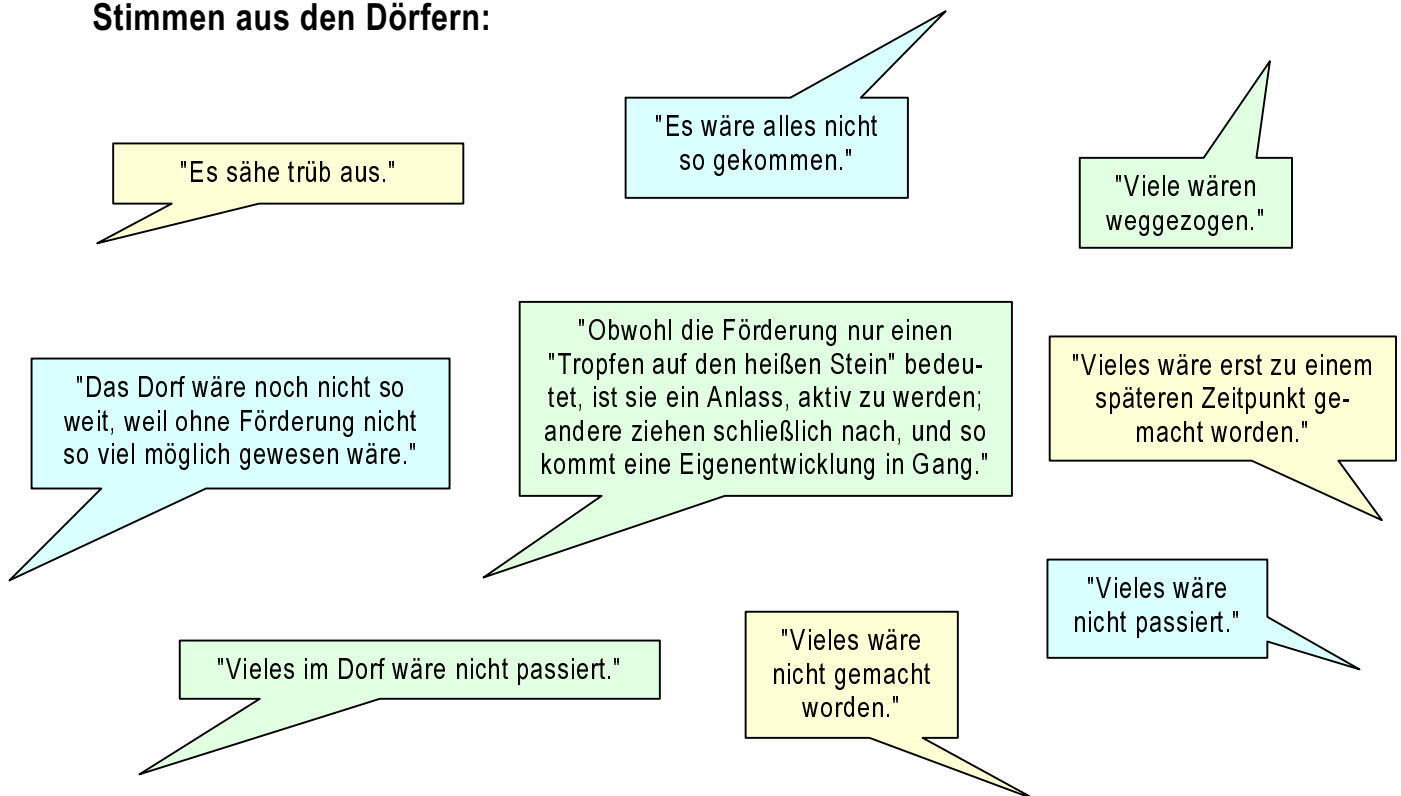 Stimmen aus den Dörfern:
"Es wäre alles nicht
so gekommen."
"Es sähe trüb aus."
"Viele wären
weggezogen."
"Obwohl die Förderung nur einen
"Tropfen auf den heißen Stein" bedeu-
tet, ist sie ein Anlass, aktiv zu werden;
andere ziehen schließlich nach, und so
kommt eine Eigenentwicklung in Gang."
"Das Dorf wäre noch nicht so
weit, weil ohne Förderung nicht
so viel möglich gewesen wäre."
"Vieles wäre erst zu einem
späteren Zeitpunkt ge-
macht worden."
"Vieles wäre
nicht passiert."
"Vieles im Dorf wäre nicht passiert."
"Vieles wäre
nicht gemacht
worden."